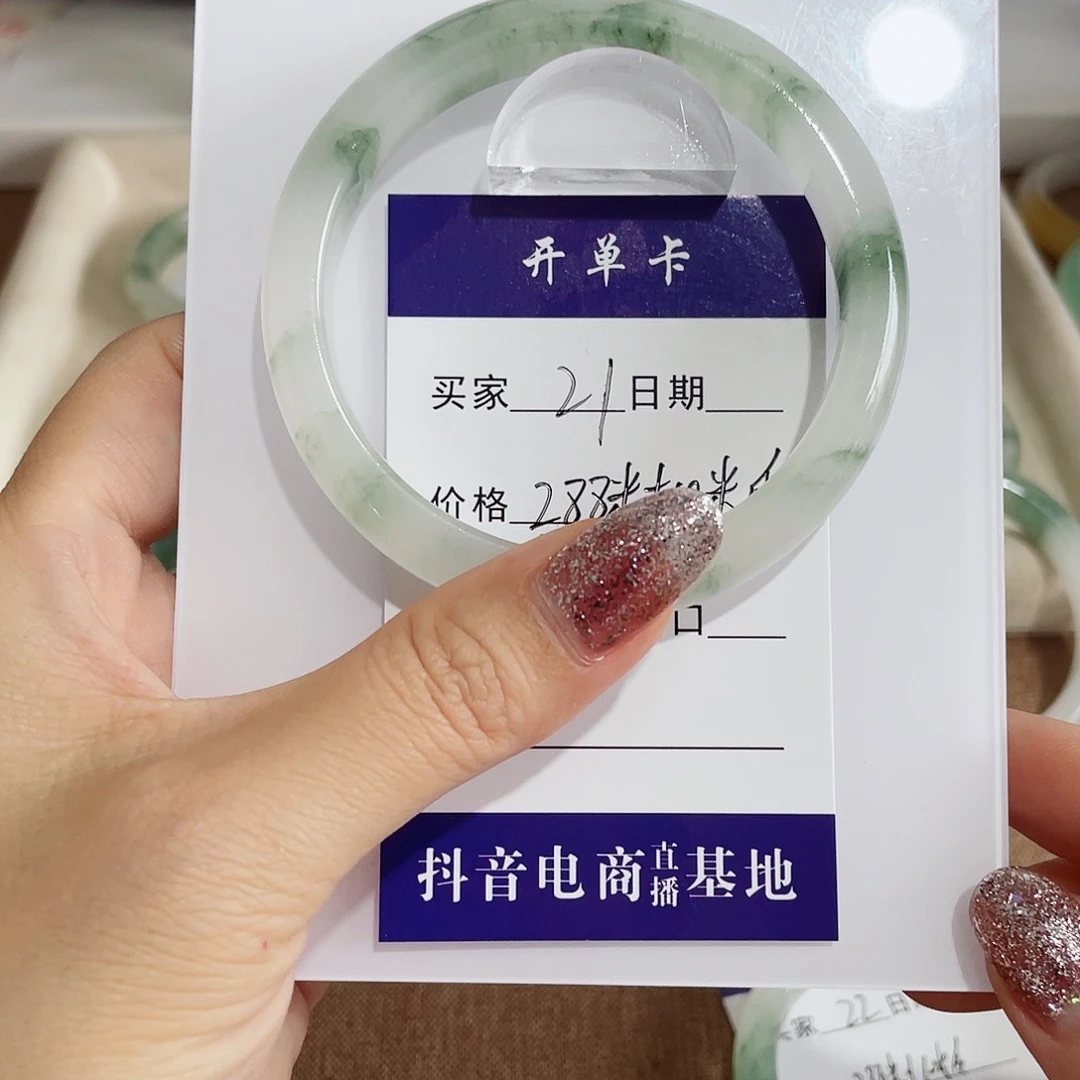 开单卡
买家 21 日期
价格 288
口
抖音电商直播基地
家 22 日